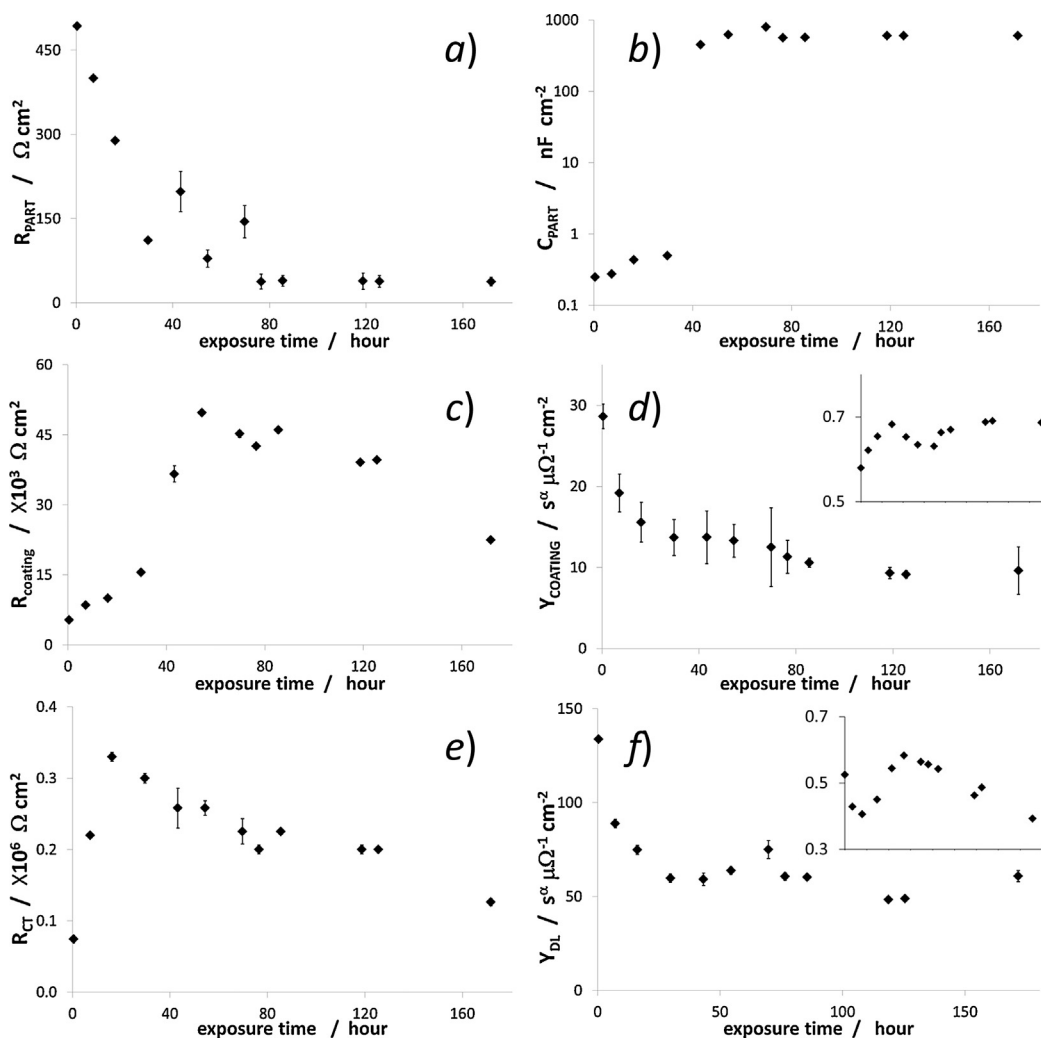 a)
450
300
150
0
R_PART / Ω cm²
0 40 80 120 160
exposure time / hour
b)
1000
100
10
1
0.1
C_PART / nF cm⁻²
0 40 80 120 160
exposure time / hour
c)
60
45
30
15
0
R_coating / X10³ Ω cm²
0 40 80 120 160
exposure time / hour
d)
30
20
10
0
Y_COATING / s^α μΩ⁻¹ cm⁻²
0.7
0.5
0 40 80 120 160
exposure time / hour
e)
0.4
0.3
0.2
0.1
0.0
R_CT / X10⁶ Ω cm²
0 40 80 120 160
exposure time / hour
f)
150
100
50
0
Y_DL / s^α μΩ⁻¹ cm⁻²
0.7
0.5
0.3
0 50 100 150
exposure time / hour